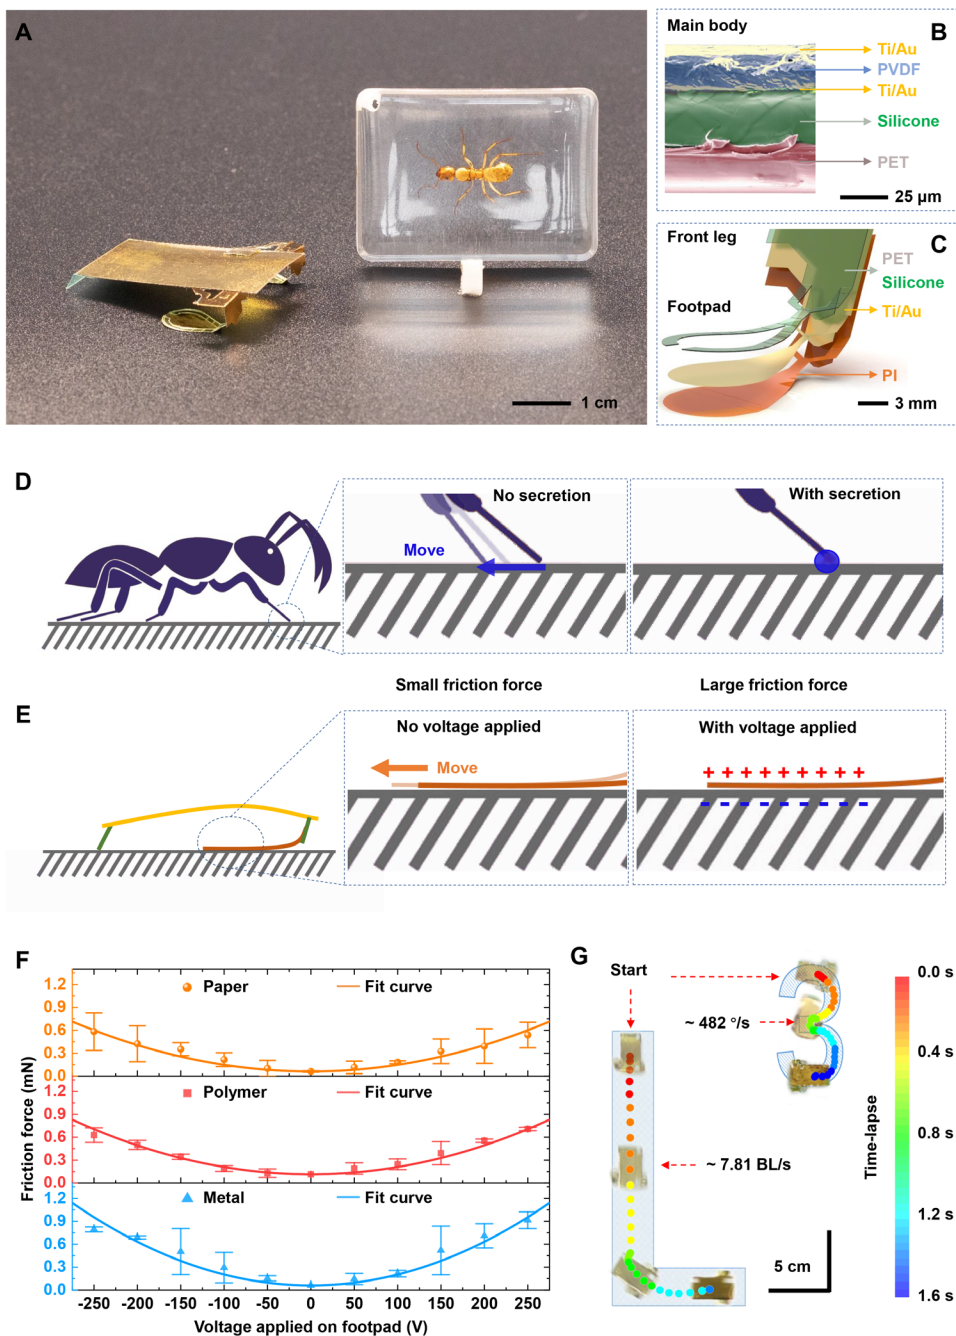 A
1 cm
Main body
B
Ti/Au
PVDF
Ti/Au
Silicone
PET
25 µm
Front leg
C
PET
Silicone
Footpad
Ti/Au
PI
3 mm
D
No secretion
With secretion
Move
Small friction force
Large friction force
E
No voltage applied
With voltage applied
Move
+ + + + + + + + +
- - - - - - - - -
F
Friction force (mN)
1.2
0.9
0.6
0.3
0.0
Paper
Fit curve
1.2
0.9
0.6
0.3
0.0
Polymer
Fit curve
1.2
0.9
0.6
0.3
0.0
Metal
Fit curve
-250 -200 -150 -100 -50 0 50 100 150 200 250
Voltage applied on footpad (V)
G
Start
~ 482 °/s
~ 7.81 BL/s
5 cm
Time-lapse
0.0 s
0.4 s
0.8 s
1.2 s
1.6 s